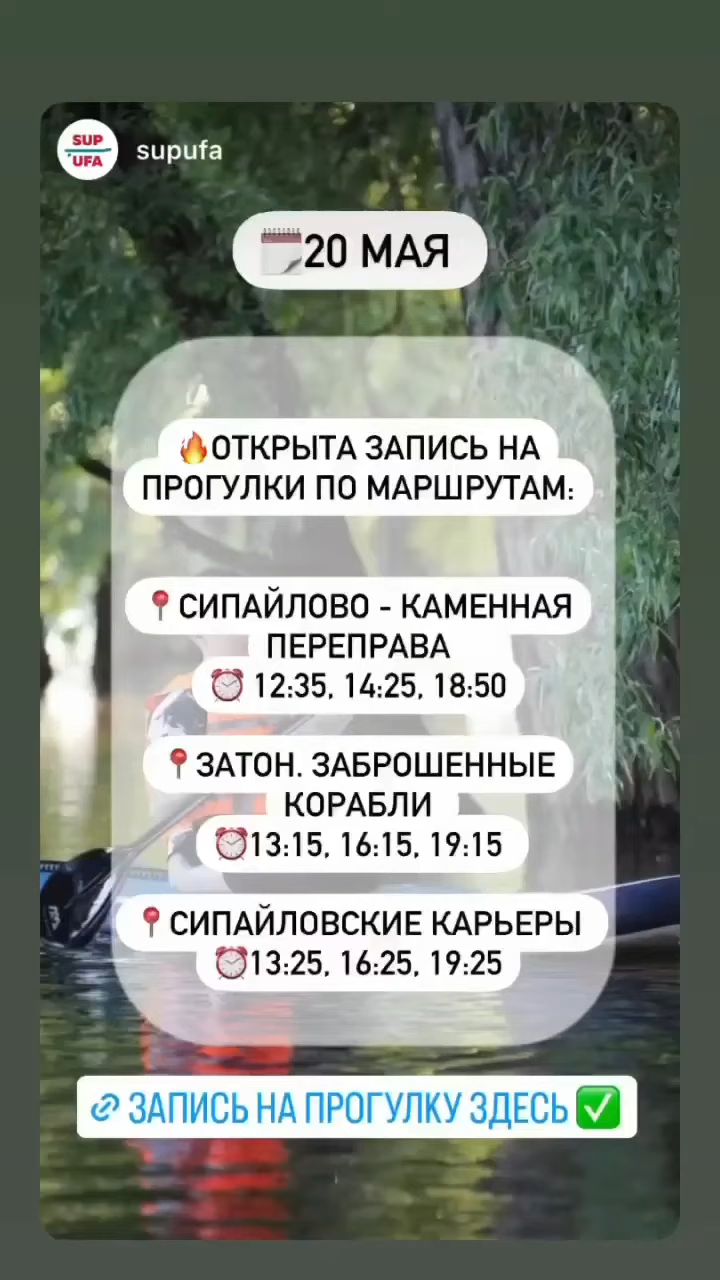 SUP
UFA
supufa
20 МАЯ
ОТКРЫТА ЗАПИСЬ НА
ПРОГУЛКИ ПО МАРШРУТАМ:
СИПАЙЛОВО - КАМЕННАЯ
ПЕРЕПРАВА
12:35, 14:25, 18:50
ЗАТОН. ЗАБРОШЕННЫЕ
КОРАБЛИ
13:15, 16:15, 19:15
СИПАЙЛОВСКИЕ КАРЬЕРЫ
13:25, 16:25, 19:25
ЗАПИСЬ НА ПРОГУЛКУ ЗДЕСЬ